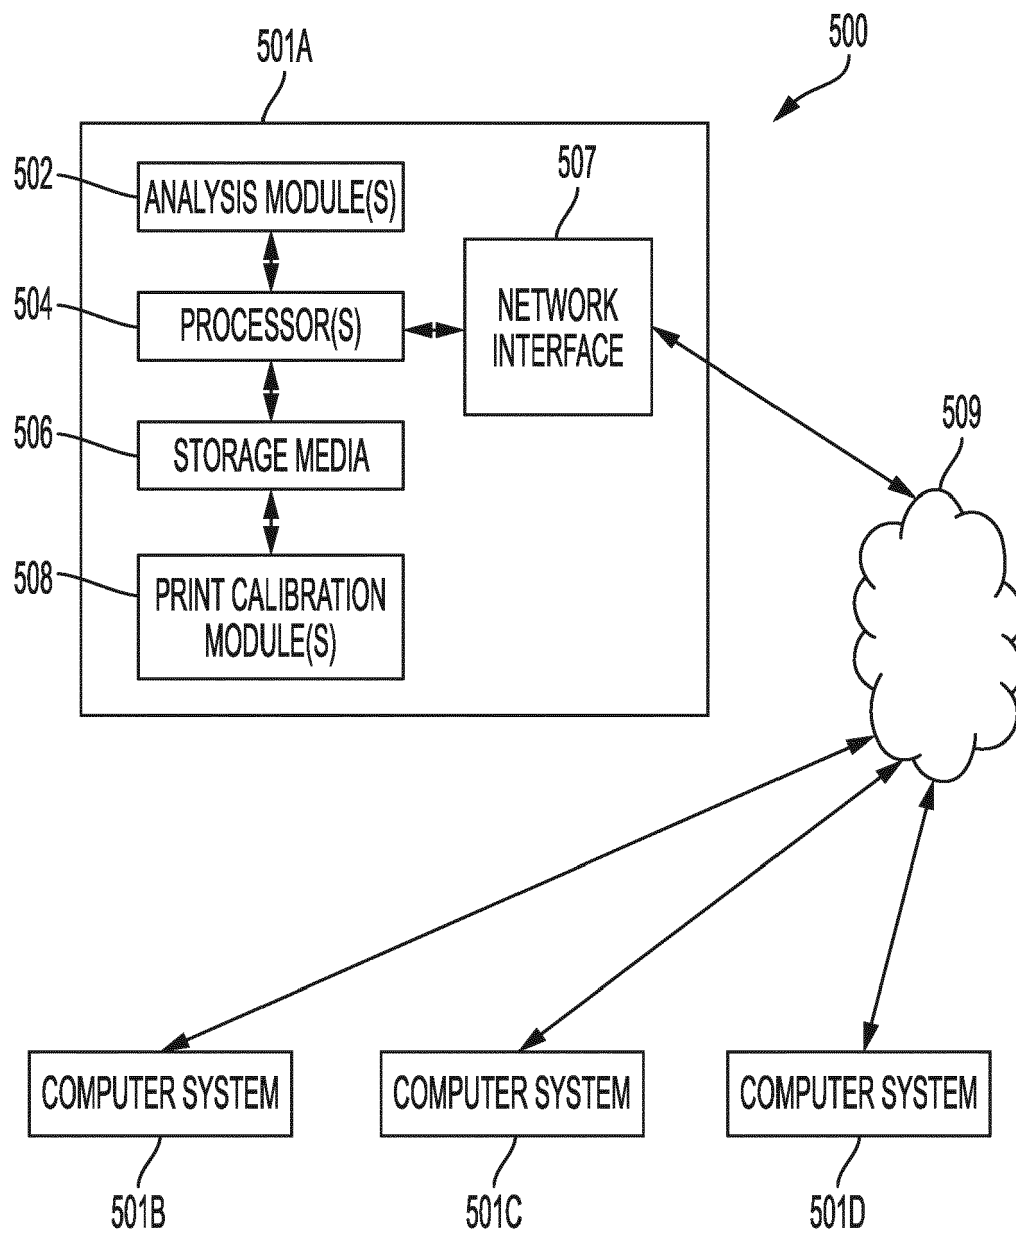 500
501A
502
ANALYSIS MODULE(S)
507
504
PROCESSOR(S)
NETWORK
INTERFACE
506
STORAGE MEDIA
509
508
PRINT CALIBRATION
MODULE(S)
COMPUTER SYSTEM
COMPUTER SYSTEM
COMPUTER SYSTEM
501B
501C
501D